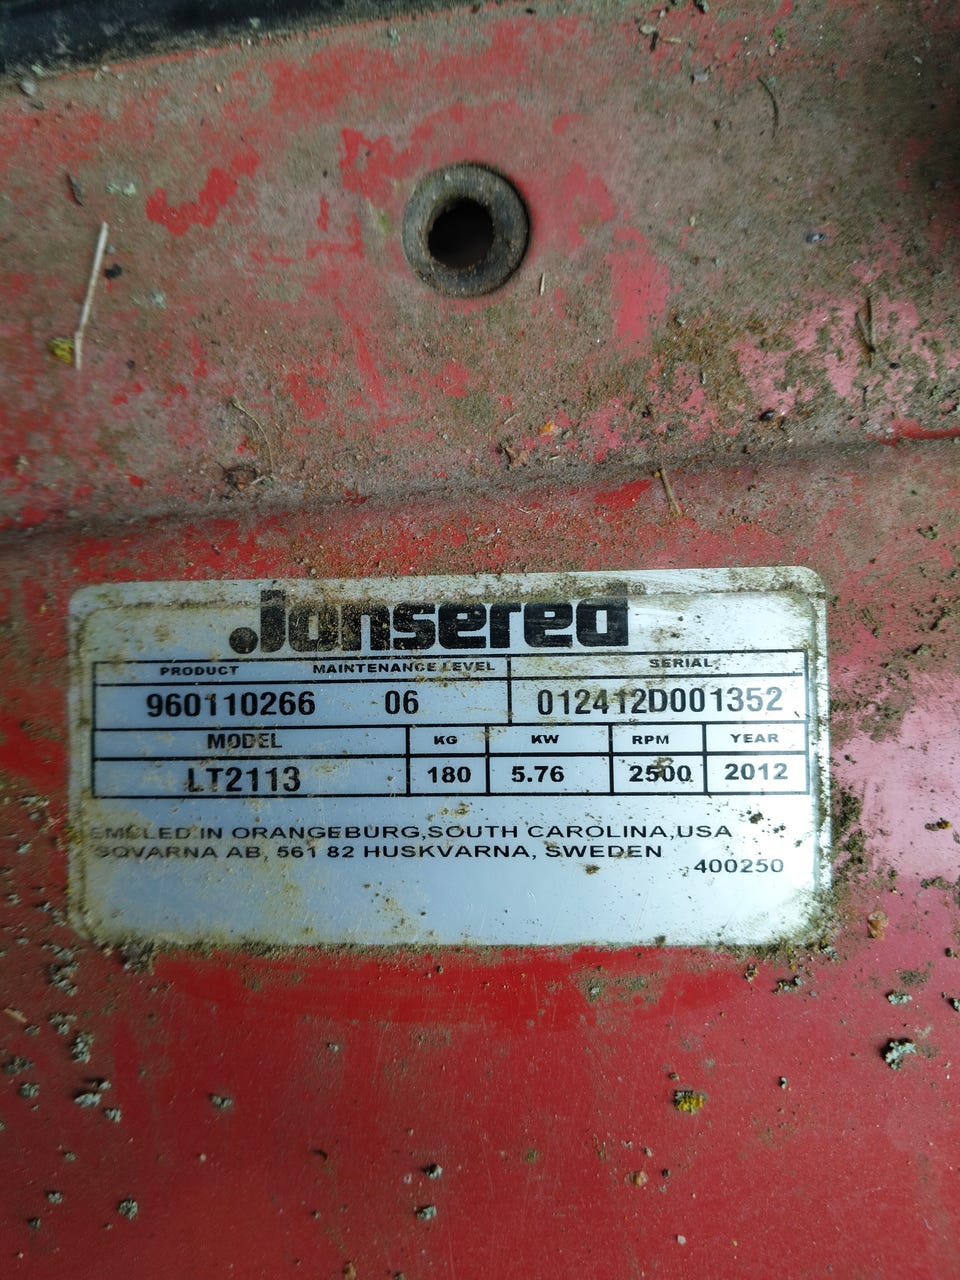 Jonsered
PRODUCT MAINTENANCE LEVEL SERIAL
960110266 06 012412D001352
MODEL KG KW RPM YEAR
LT2113 180 5.76 2500 2012
IN ORANGEBURG,SOUTH CAROLINA,USA
AB, 561 82 HUSKVARNA, SWEDEN
400250